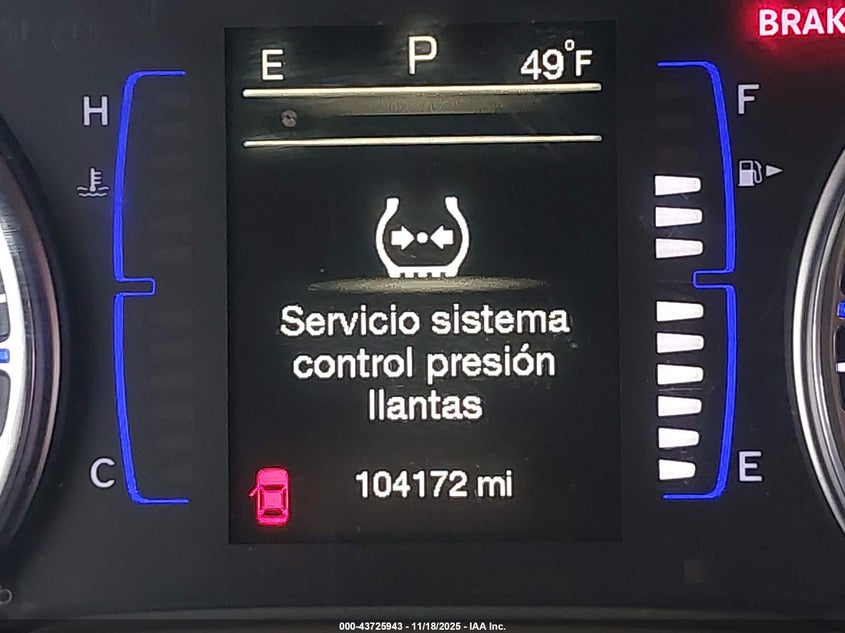 BRAK
E P 49°F
H
F
Servicio sistema
control presión
llantas
C
E
104172 mi
000-43725943 - 11/18/2025 - IAA Inc.